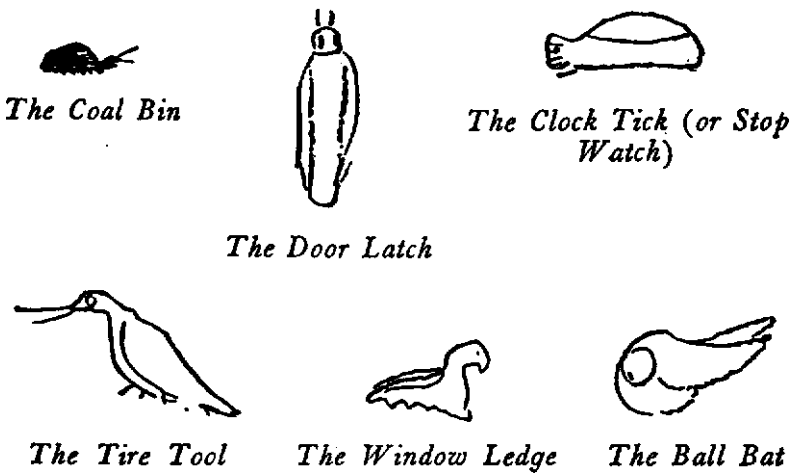 The Coal Bin
The Clock Tick (or Stop
Watch)
The Door Latch
The Tire Tool
The Window Ledge
The Ball Bat